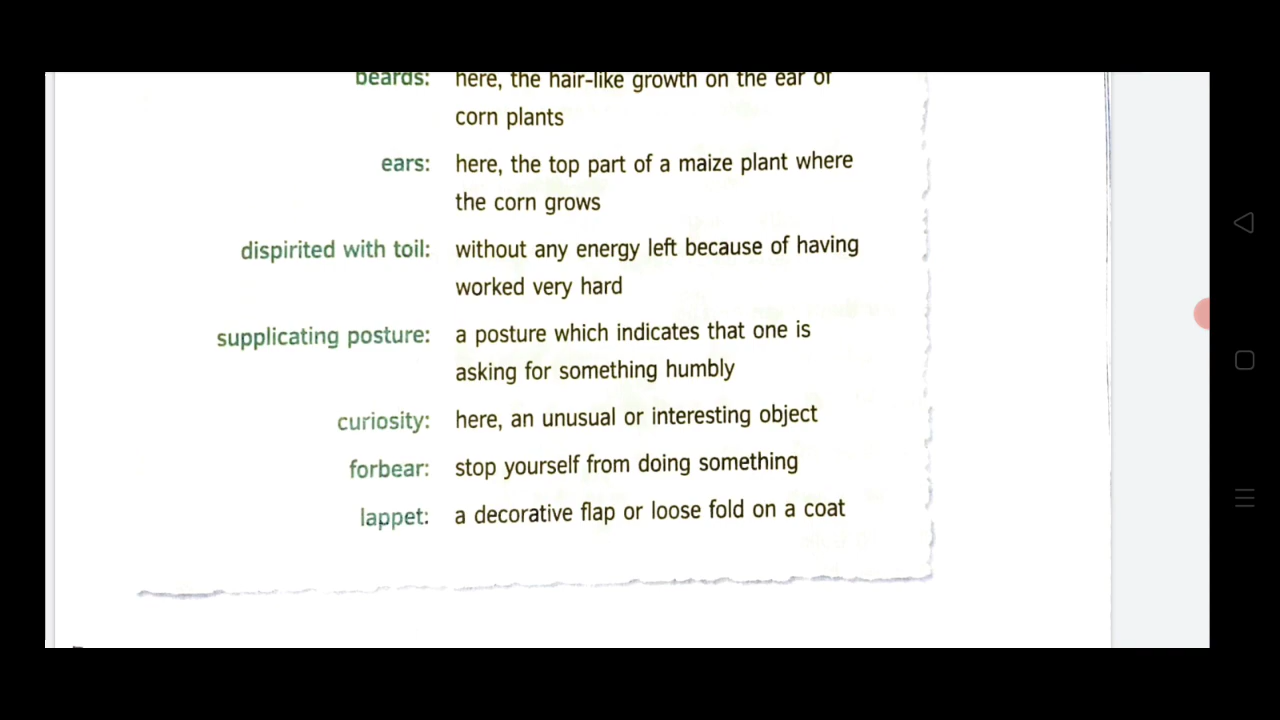 beards: here, the hair-like growth on the ear of
corn plants
ears: here, the top part of a maize plant where
the corn grows
dispirited with toil: without any energy left because of having
worked very hard
supplicating posture: a posture which indicates that one is
asking for something humbly
curiosity: here, an unusual or interesting object
forbear: stop yourself from doing something
lappet: a decorative flap or loose fold on a coat